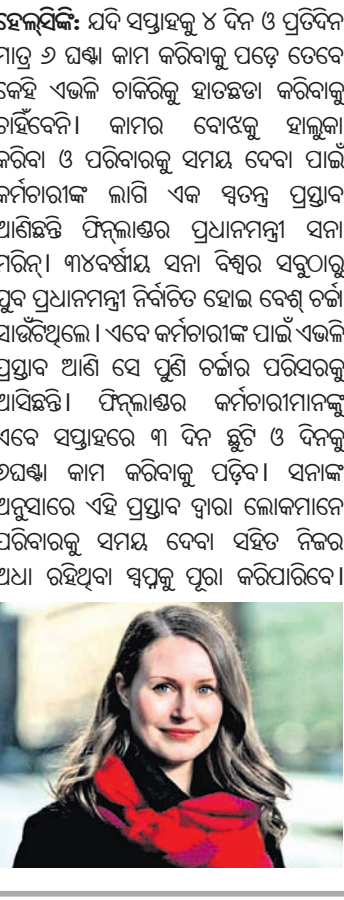 ହେଲ୍‌ସିଙ୍କି: ଯଦି ସପ୍ତାହକୁ ୪ ଦିନ ଓ ପ୍ରତିଦିନ
ମାତ୍ର ୬ ଘଣ୍ଟା କାମ କରିବାକୁ ପଡ଼େ ତେବେ
କେହି ଏଭଳି ଚାକିରିକୁ ହାତଛଡା କରିବାକୁ
ଚାହିଁବେନି। କାମର ବୋଝକୁ ହାଲୁକା
କରିବା ଓ ପରିବାରକୁ ସମୟ ଦେବା ପାଇଁ
କର୍ମଚାରୀଙ୍କ ଲାଗି ଏକ ସ୍ୱତନ୍ତ୍ର ପ୍ରସ୍ତାବ
ଆଣିଛନ୍ତି ଫିନ୍‌ଲାଣ୍ଡର ପ୍ରଧାନମନ୍ତ୍ରୀ ସନା
ମରିନ୍। ୩୪ବର୍ଷୀୟ ସନା ବିଶ୍ୱର ସବୁଠାରୁ
ଯୁବ ପ୍ରଧାନମନ୍ତ୍ରୀ ନିର୍ବାଚିତ ହୋଇ ବେଶ୍ ଚର୍ଚ୍ଚା
ସାଉଁଟିଥିଲେ । ଏବେ କର୍ମଚାରୀଙ୍କ ପାଇଁ ଏଭଳି
ପ୍ରସ୍ତାବ ଆଣି ସେ ପୁଣି ଚର୍ଚ୍ଚାର ପରିସରକୁ
ଆସିଛନ୍ତି। ଫିନ୍‌ଲାଣ୍ଡର କର୍ମଚାରୀମାନଙ୍କୁ
ଏବେ ସପ୍ତାହରେ ୩ ଦିନ ଛୁଟି ଓ ଦିନକୁ
୬ଘଣ୍ଟା କାମ କରିବାକୁ ପଡ଼ିବ। ସନାଙ୍କ
ଅନୁସାରେ ଏହି ପ୍ରସ୍ତାବ ଦ୍ୱାରା ଲୋକମାନେ
ପରିବାରକୁ ସମୟ ଦେବା ସହିତ ନିଜର
ଅଧା ରହିଥିବା ସ୍ୱପ୍ନକୁ ପୂରା କରିପାରିବେ।